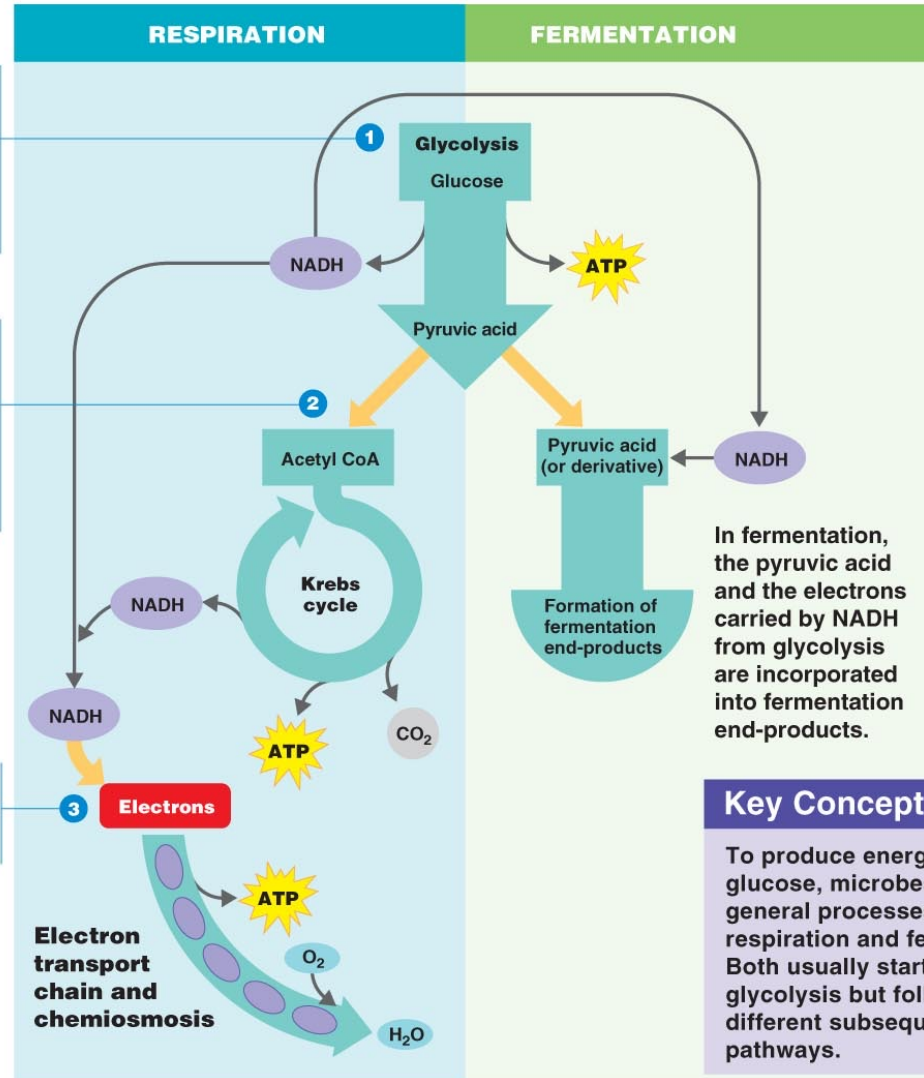 RESPIRATION
FERMENTATION
1
Glycolysis
Glucose
NADH
ATP
Pyruvic acid
2
Acetyl CoA
Pyruvic acid
(or derivative)
NADH
Krebs
cycle
NADH
Formation of
fermentation
end-products
In fermentation,
the pyruvic acid
and the electrons
carried by NADH
from glycolysis
are incorporated
into fermentation
end-products.
NADH
ATP
CO2
3
Electrons
ATP
Electron
transport
chain and
chemiosmosis
O2
H2O
Key Concept
To produce energ
glucose, microbe
general processe
respiration and fe
Both usually start
glycolysis but foll
different subsequ
pathways.